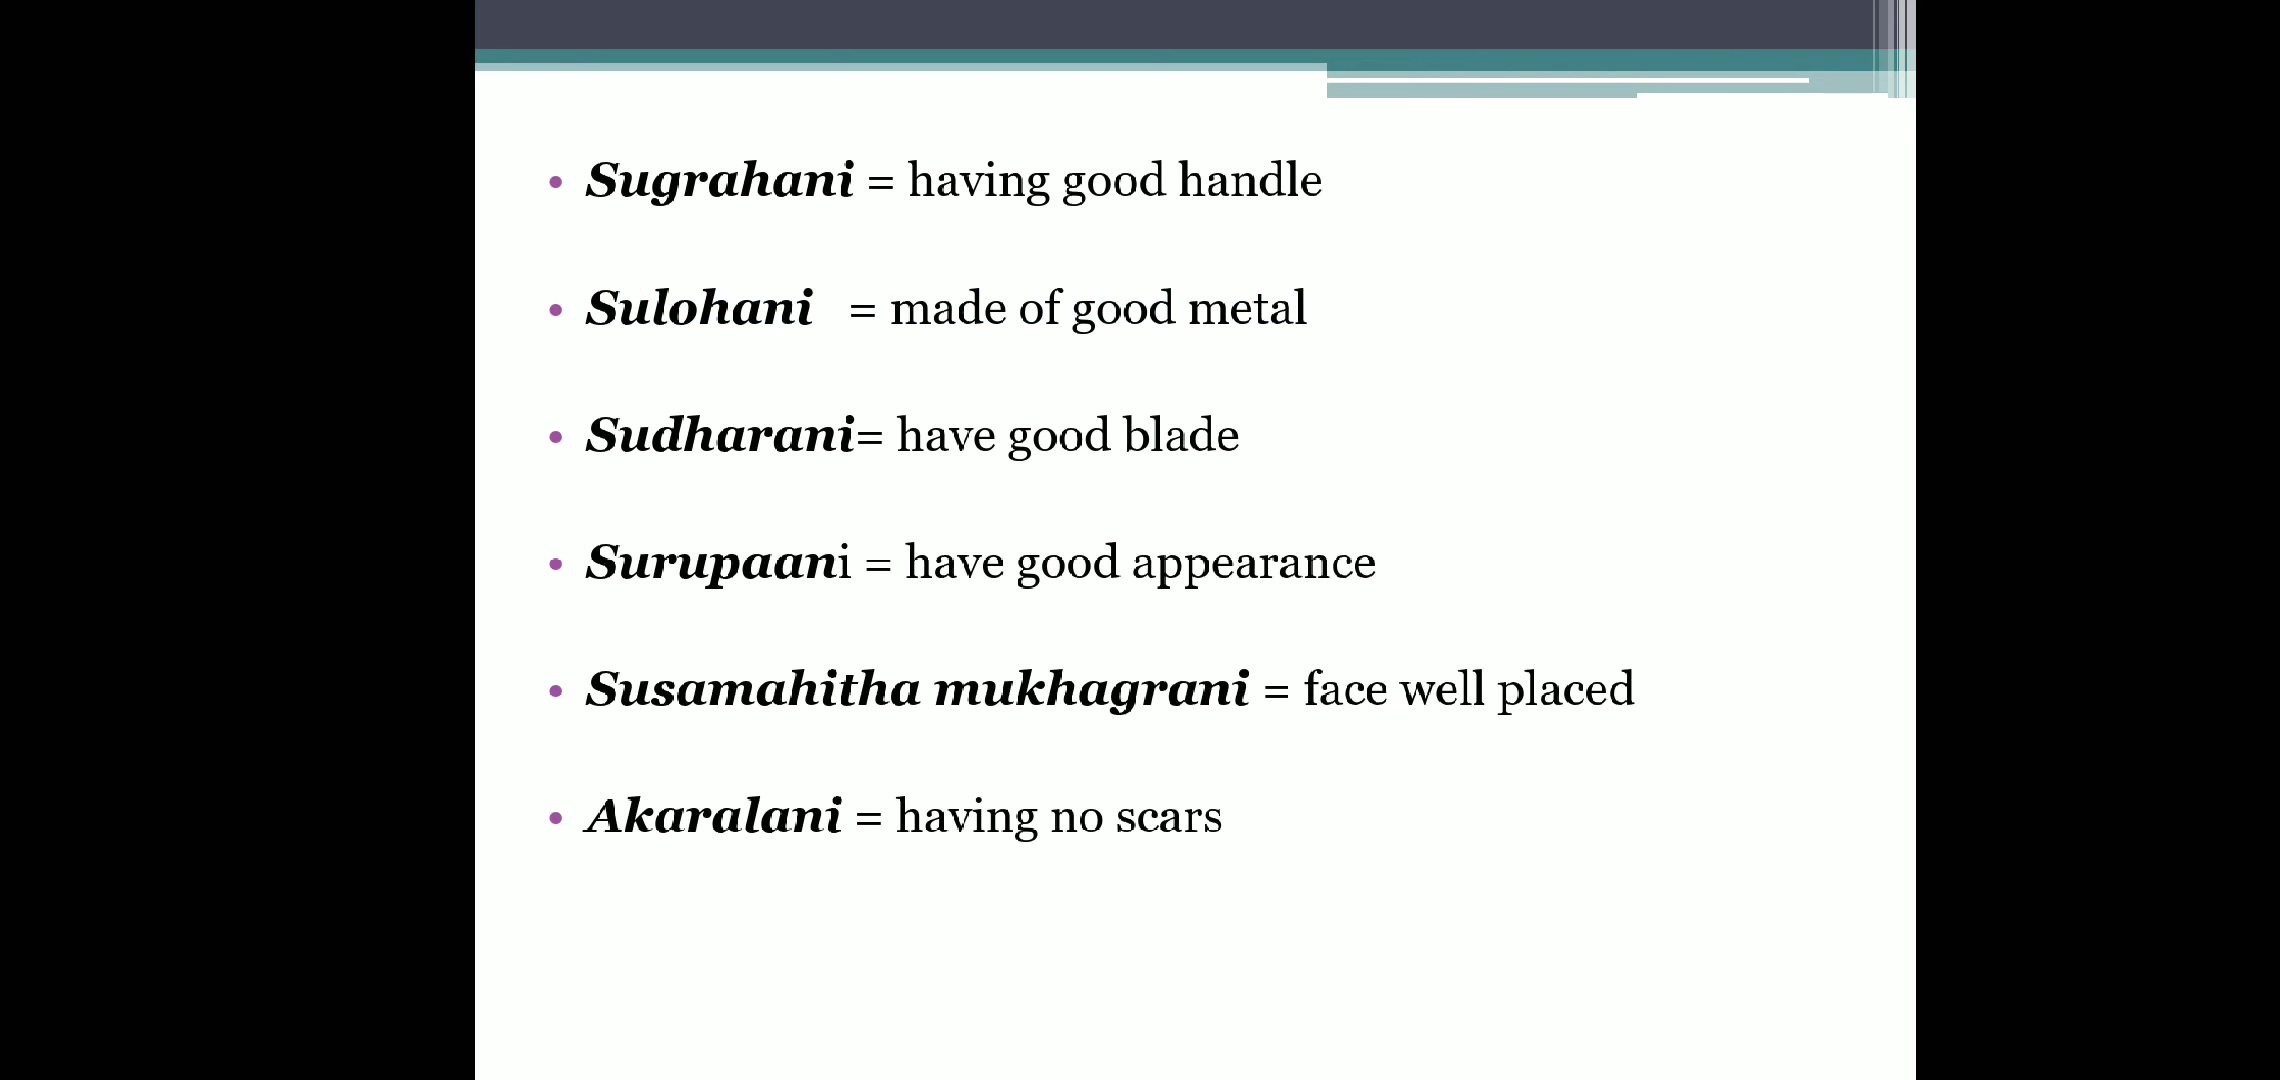 • Sugrahani = having good handle
• Sulohani = made of good metal
• Sudharani= have good blade
• Surupaani = have good appearance
• Susamahitha mukhagrani = face well placed
• Akaralani = having no scars